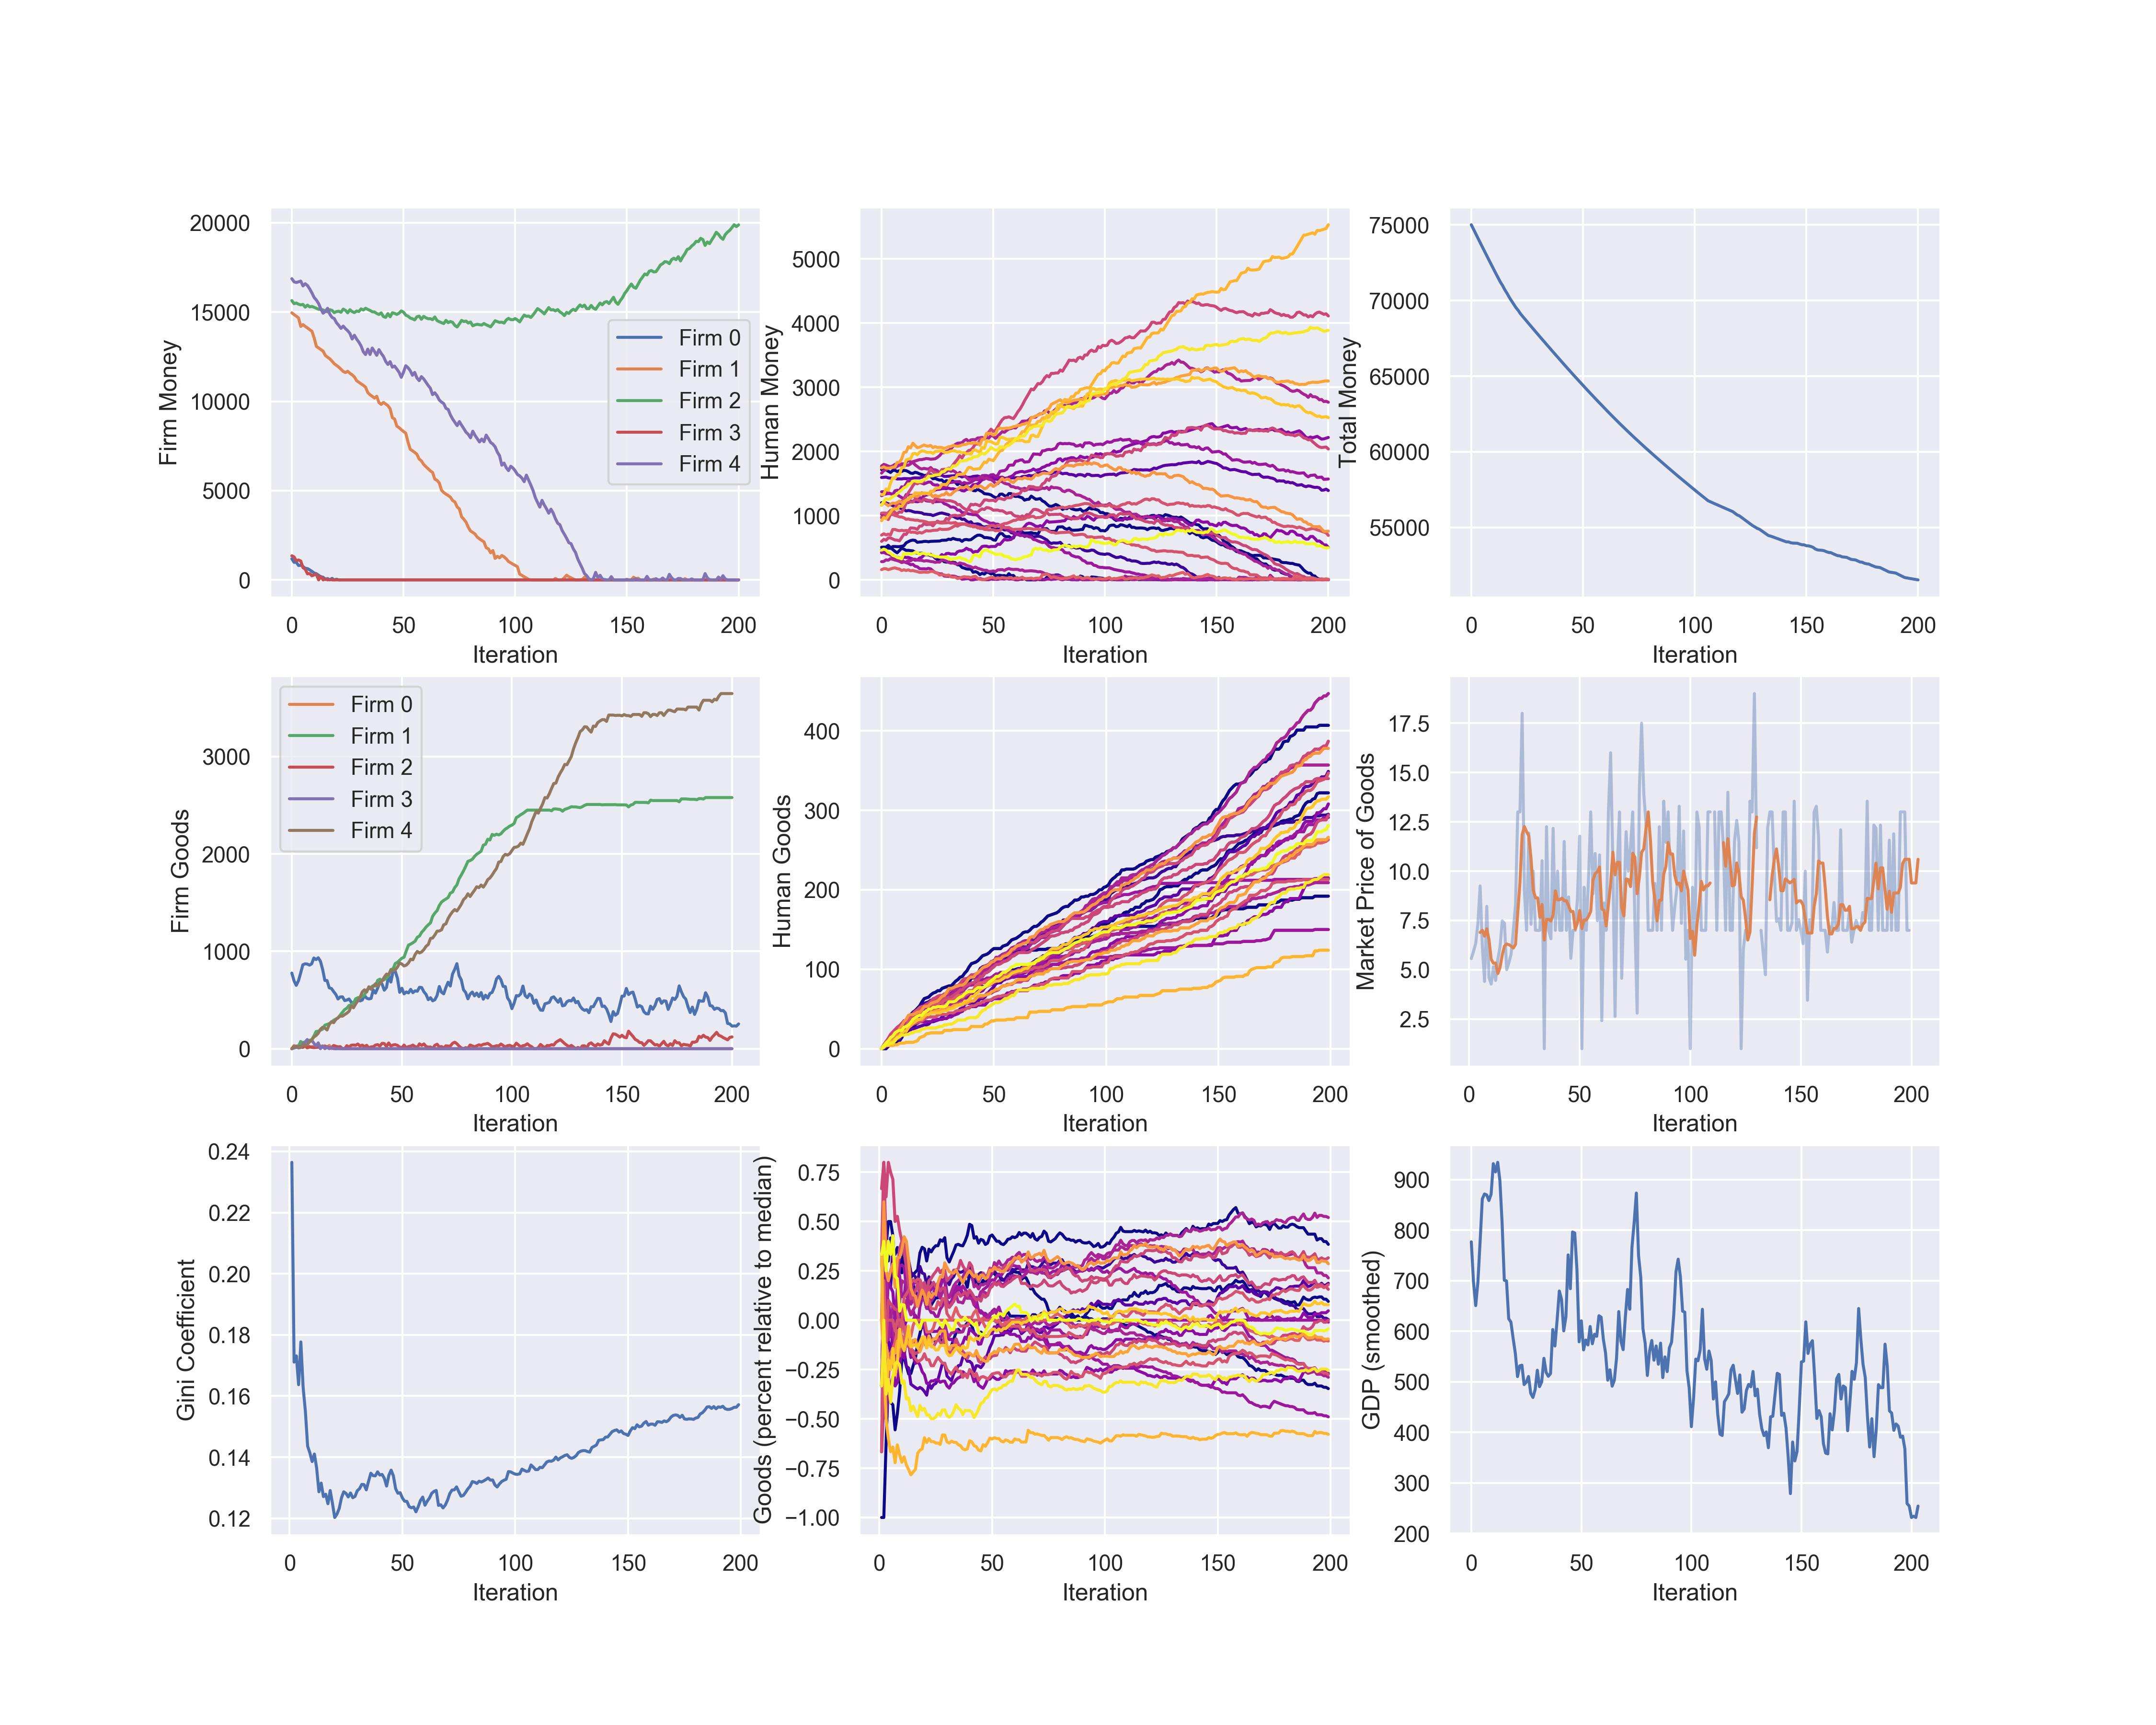 Firm Money
20000
15000
10000
5000
0
Firm 0
Firm 1
Firm 2
Firm 3
Firm 4
0 50 100 150 200
Iteration
Human Money
5000
4000
3000
2000
1000
0
0 50 100 150 200
Iteration
Total Money
75000
70000
65000
60000
55000
0 50 100 150 200
Iteration
Firm Goods
3000
2000
1000
0
Firm 0
Firm 1
Firm 2
Firm 3
Firm 4
0 50 100 150 200
Iteration
Human Goods
400
300
200
100
0
0 50 100 150 200
Iteration
Market Price of Goods
17.5
15.0
12.5
10.0
7.5
5.0
2.5
0 50 100 150 200
Iteration
Gini Coefficient
0.24
0.22
0.20
0.18
0.16
0.14
0.12
0 50 100 150 200
Iteration
Goods (percent relative to median)
0.75
0.50
0.25
0.00
−0.25
−0.50
−0.75
−1.00
0 50 100 150 200
Iteration
GDP (smoothed)
900
800
700
600
500
400
300
200
0 50 100 150 200
Iteration